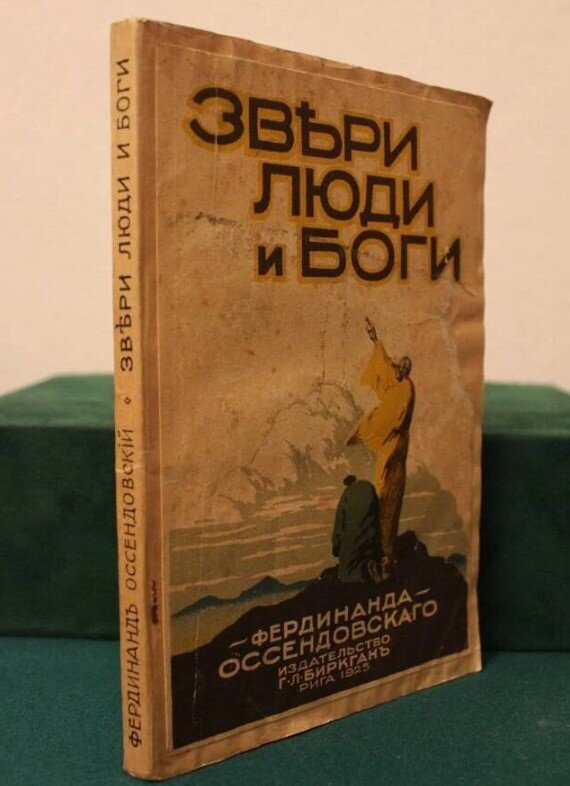 ФЕРДИНАНДЪ ОССЕНДОВСКІЙ ⋄ ЗВѢРИ ЛЮДИ И БОГИ
ЗВѢРИ
ЛЮДИ
и БОГИ
–ФЕРДИНАНДА–
ОССЕНДОВСКАГО
ИЗДАТЕЛЬСТВО
Г·Л·БИРКГАНЪ
РИГА 1925